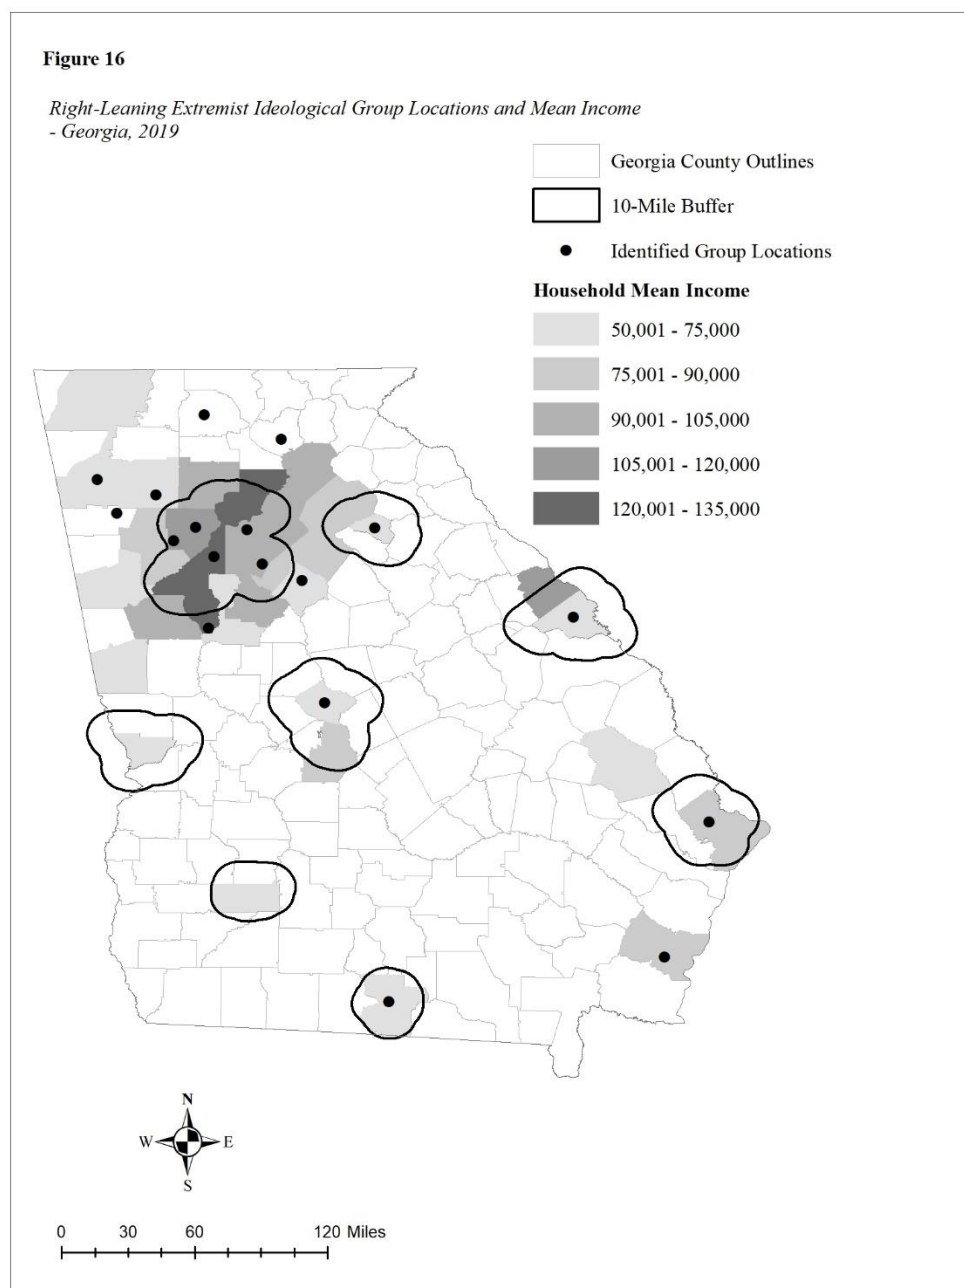 Figure 16
Right-Leaning Extremist Ideological Group Locations and Mean Income
- Georgia, 2019
Georgia County Outlines
10-Mile Buffer
Identified Group Locations
Household Mean Income
50,001 - 75,000
75,001 - 90,000
90,001 - 105,000
105,001 - 120,000
120,001 - 135,000
N
W E
S
0 30 60 120 Miles